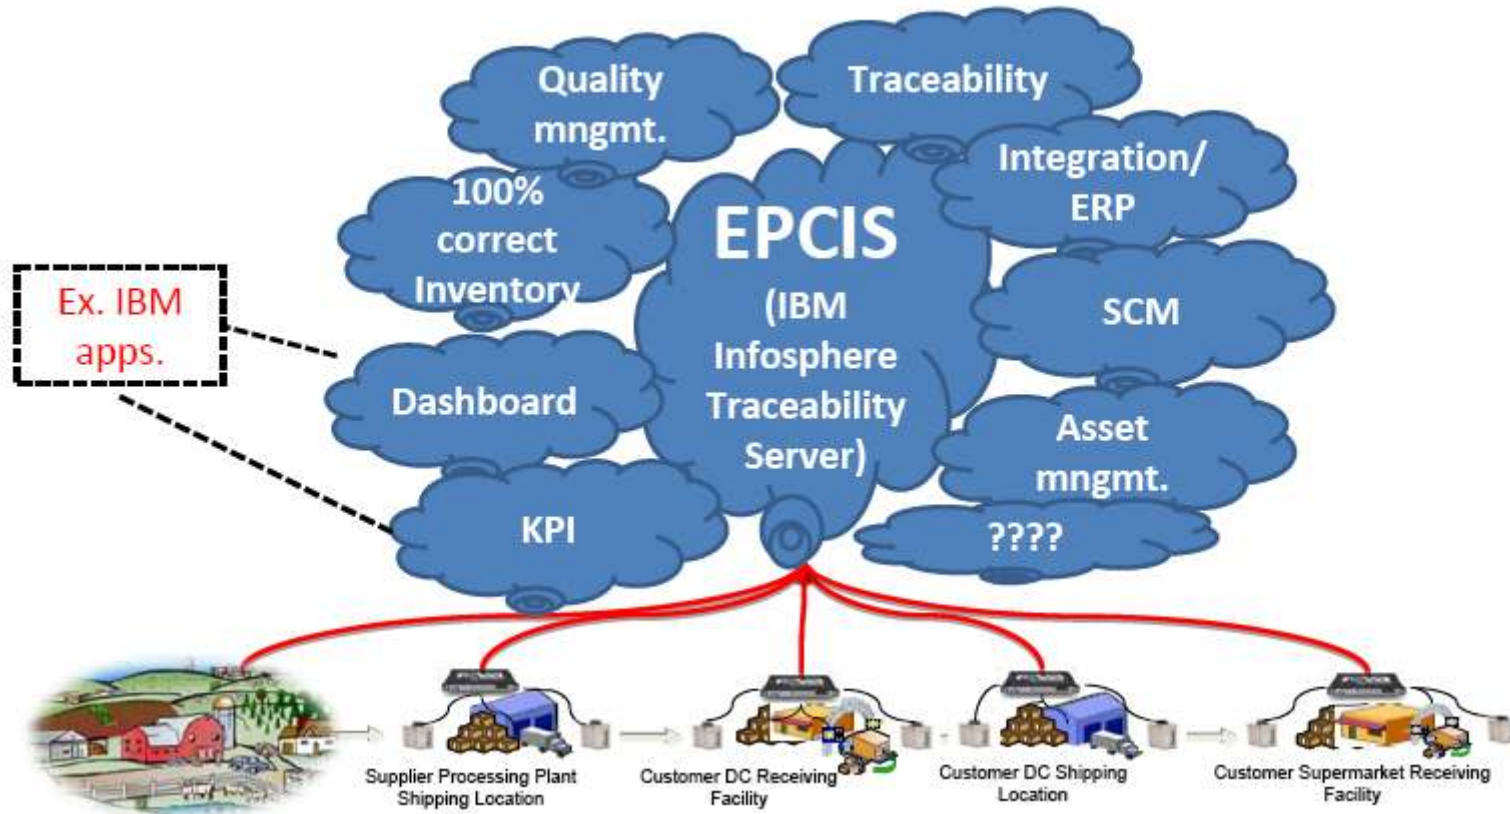 Quality
mngmt.
Traceability
Integration/
ERP
100%
correct
Inventory
EPCIS
(IBM
Infosphere
Traceability
Server)
SCM
Ex. IBM
apps.
Dashboard
Asset
mngmt.
KPI
????
Supplier Processing Plant
Shipping Location
Customer DC Receiving
Facility
Customer DC Shipping
Location
Customer Supermarket Receiving
Facility